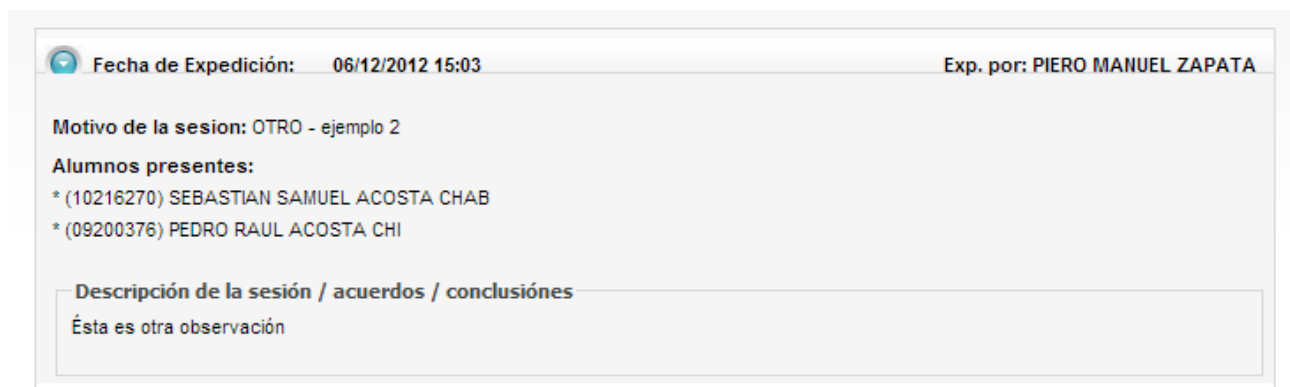 Fecha de Expedición: 06/12/2012 15:03 Exp. por: PIERO MANUEL ZAPATA
Motivo de la sesion: OTRO - ejemplo 2
Alumnos presentes:
* (10216270) SEBASTIAN SAMUEL ACOSTA CHAB
* (09200376) PEDRO RAUL ACOSTA CHI
Descripción de la sesión / acuerdos / conclusiónes
Ésta es otra observación